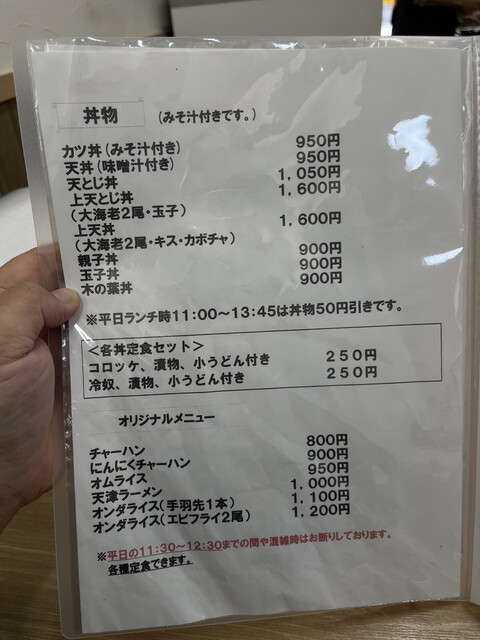 丼物 (みそ汁付きです。)
カツ丼(みそ汁付き) 950円
天丼(味噌汁付き) 950円
天とじ丼 1,050円
上天とじ丼 1,600円
(大海老2尾・玉子)
上天丼 1,600円
(大海老2尾・キス・カボチャ)
親子丼 900円
玉子丼 900円
木の葉丼 900円
※平日ランチ時11:00〜13:45は丼物50円引きです。
<各丼定食セット>
コロッケ、漬物、小うどん付き 250円
冷奴、漬物、小うどん付き 250円
オリジナルメニュー
チャーハン 800円
にんにくチャーハン 900円
オムライス 950円
天津ラーメン 1,000円
オンダライス(手羽先1本) 1,100円
オンダライス(エビフライ2尾) 1,200円
※平日の11:30〜12:30までの間や混雑時はお断りしております。
各種定食できます。